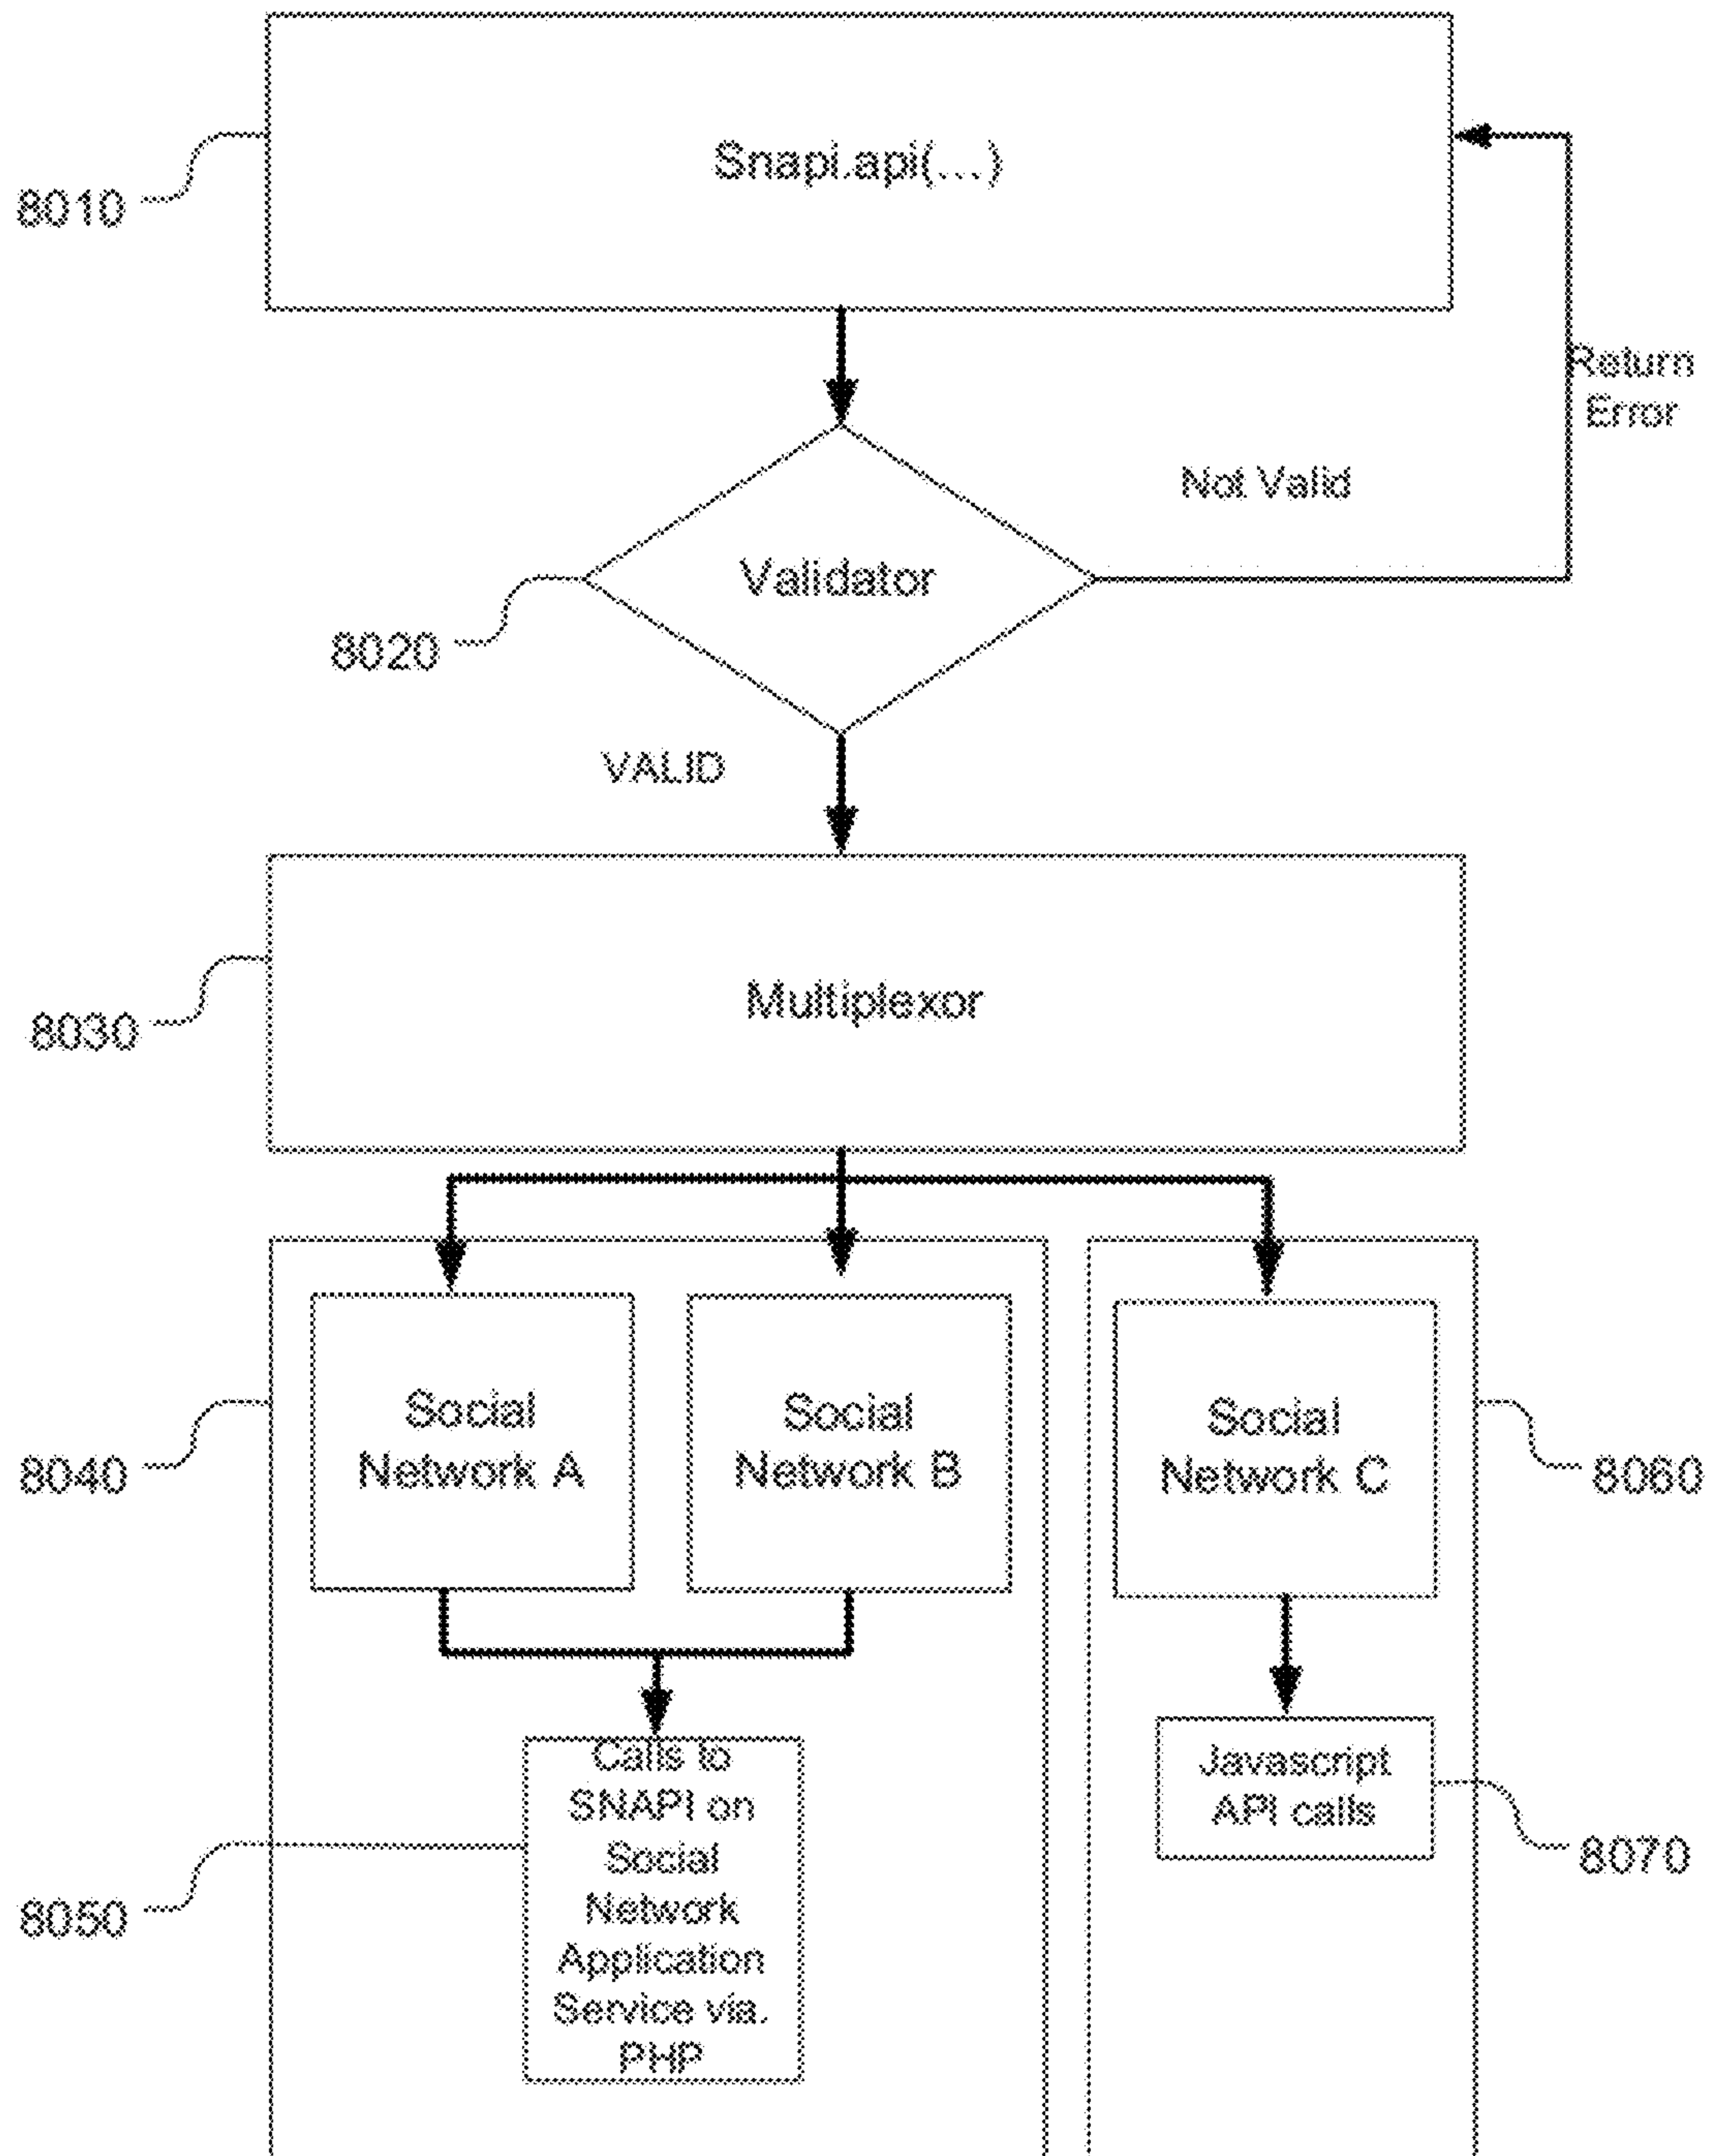 Snapi.api(...)
8010
Return
Error
Not Valid
Validator
8020
VALID
Multiplexor
8030
Social
Network A
Social
Network B
Social
Network C
8040
8060
Calls to
SNAPI on
Social
Network
Application
Service via.
PHP
Javascript
API calls
8050
8070